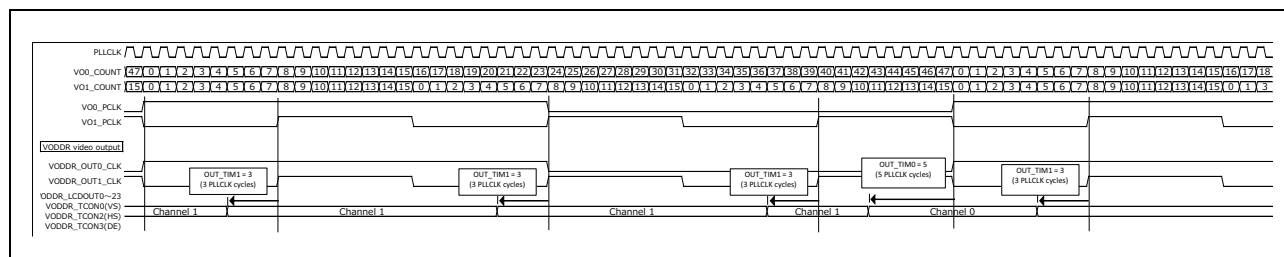 PLLCLK
VO0_COUNT 47 0 1 2 3 4 5 6 7 8 9 10 11 12 13 14 15 16 17 18 19 20 21 22 23 24 25 26 27 28 29 30 31 32 33 34 35 36 37 38 39 40 41 42 43 44 45 46 47 0 1 2 3 4 5 6 7 8 9 10 11 12 13 14 15 16 17 18
VO1_COUNT 15 0 1 2 3 4 5 6 7 8 9 10 11 12 13 14 15 0 1 2 3 4 5 6 7 8 9 10 11 12 13 14 15 0 1 2 3 4 5 6 7 8 9 10 11 12 13 14 15 0 1 2 3 4 5 6 7 8 9 10 11 12 13 14 15 0 1 3
VO0_PCLK
VO1_PCLK
VODDR video output
VODDR_OUT0_CLK
VODDR_OUT1_CLK
OUT_TIM1 = 3
(3 PLLCLK cycles)
OUT_TIM1 = 3
(3 PLLCLK cycles)
OUT_TIM1 = 3
(3 PLLCLK cycles)
OUT_TIM0 = 5
(5 PLLCLK cycles)
OUT_TIM1 = 3
(3 PLLCLK cycles)
ODDR_LCDOUT0~23
VODDR_TCON0(VS)
VODDR_TCON2(HS)
VODDR_TCON3(DE)
Channel 1 Channel 1 Channel 1 Channel 1 Channel 0